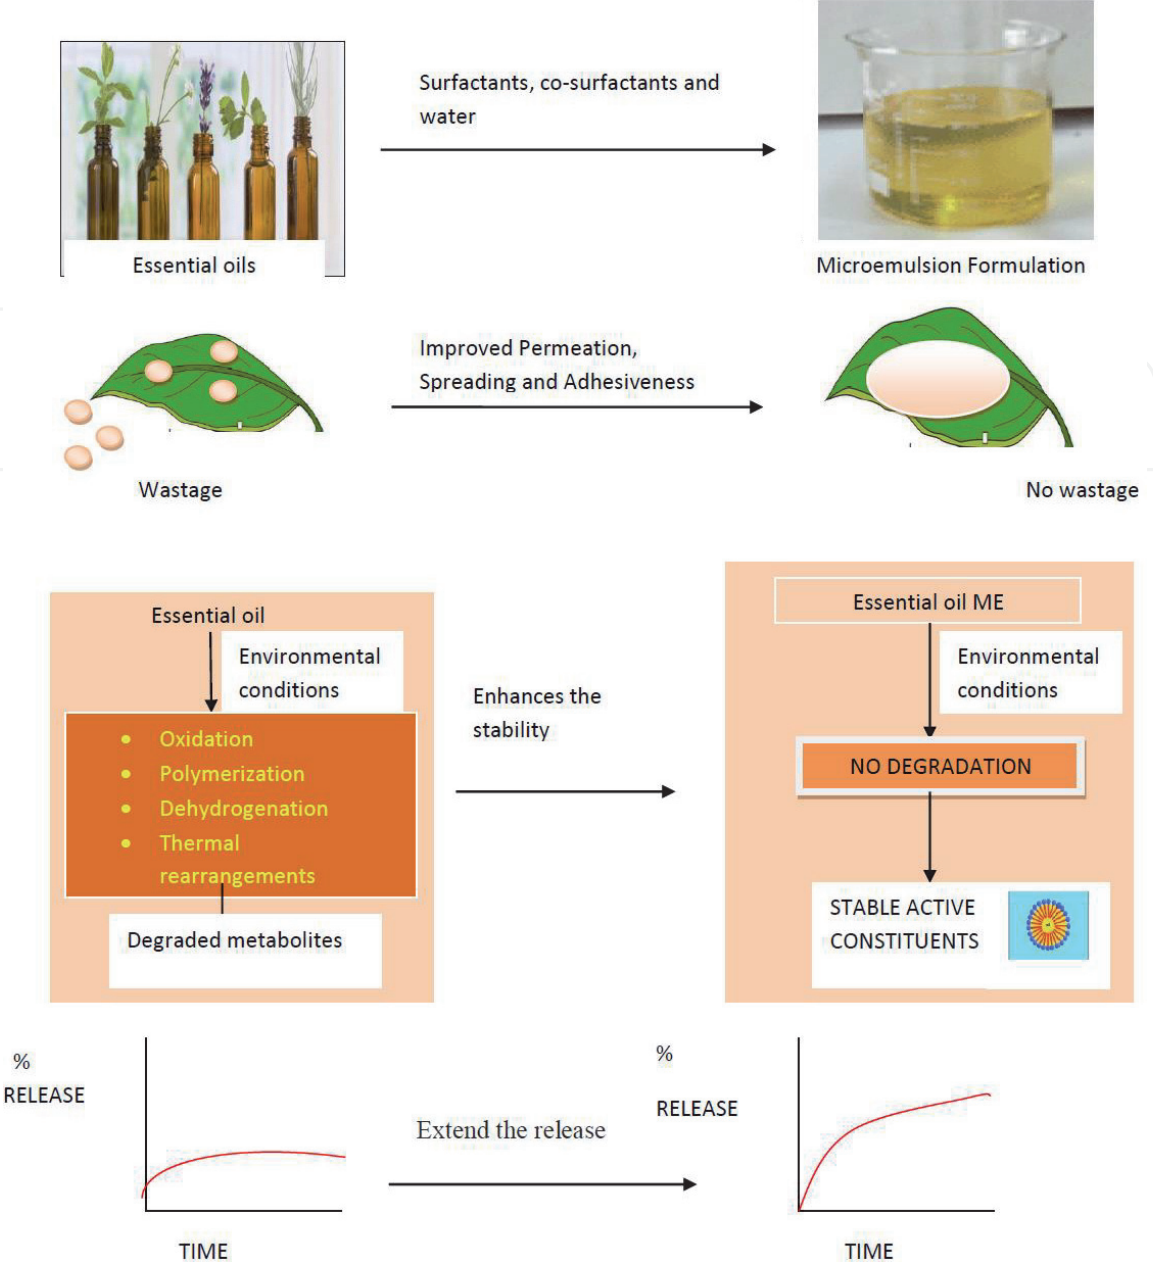 Surfactants, co-surfactants and
water
Essential oils
Microemulsion Formulation
Improved Permeation,
Spreading and Adhesiveness
Wastage
No wastage
Essential oil
Environmental
conditions
• Oxidation
• Polymerization
• Dehydrogenation
• Thermal
rearrangements
Degraded metabolites
Enhances the
stability
Essential oil ME
Environmental
conditions
NO DEGRADATION
STABLE ACTIVE
CONSTITUENTS
%
RELEASE
TIME
Extend the release
%
RELEASE
TIME